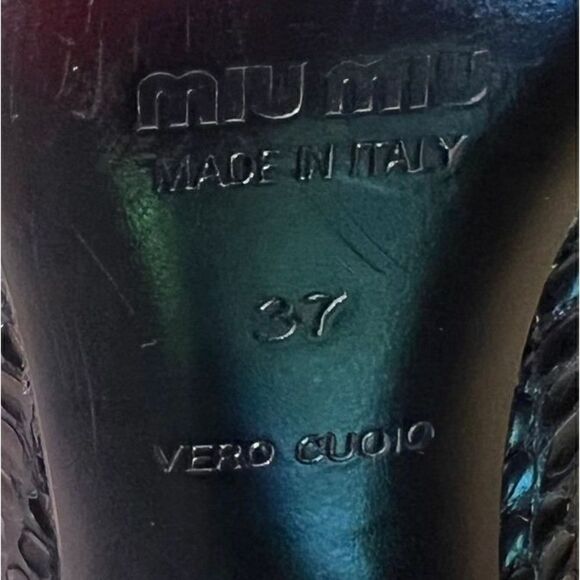 MIU MIU
MADE IN ITALY
37
VERO CUOIO